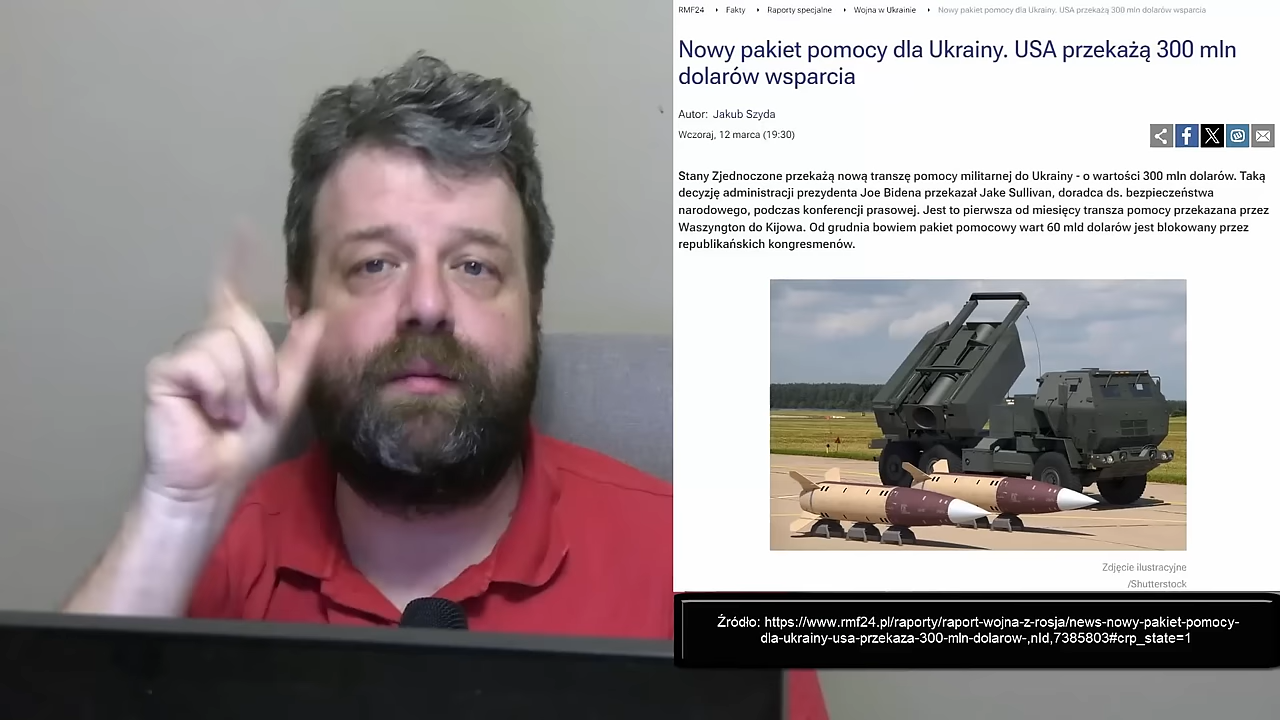 RMF24 Fakty Raporty specjalne Wojna w Ukrainie Nowy pakiet pomocy dla Ukrainy. USA przekażą 300 mln dolarów wsparcia
Nowy pakiet pomocy dla Ukrainy. USA przekażą 300 mln
dolarów wsparcia
Autor: Jakub Szyda
Wczoraj, 12 marca (19:30)
Stany Zjednoczone przekażą nową transzę pomocy militarnej do Ukrainy - o wartości 300 mln dolarów. Taką
decyzję administracji prezydenta Joe Bidena przekazał Jake Sullivan, doradca ds. bezpieczeństwa
narodowego, podczas konferencji prasowej. Jest to pierwsza od miesięcy transza pomocy przekazana przez
Waszyngton do Kijowa. Od grudnia bowiem pakiet pomocowy wart 60 mld dolarów jest blokowany przez
republikańskich kongresmenów.
Zdjęcie ilustracyjne
/Shutterstock
Źródło: https://www.rmf24.pl/raporty/raport-wojna-z-rosja/news-nowy-pakiet-pomocy-
dla-ukrainy-usa-przekaza-300-mln-dolarow-,nId,7385803#crp_state=1